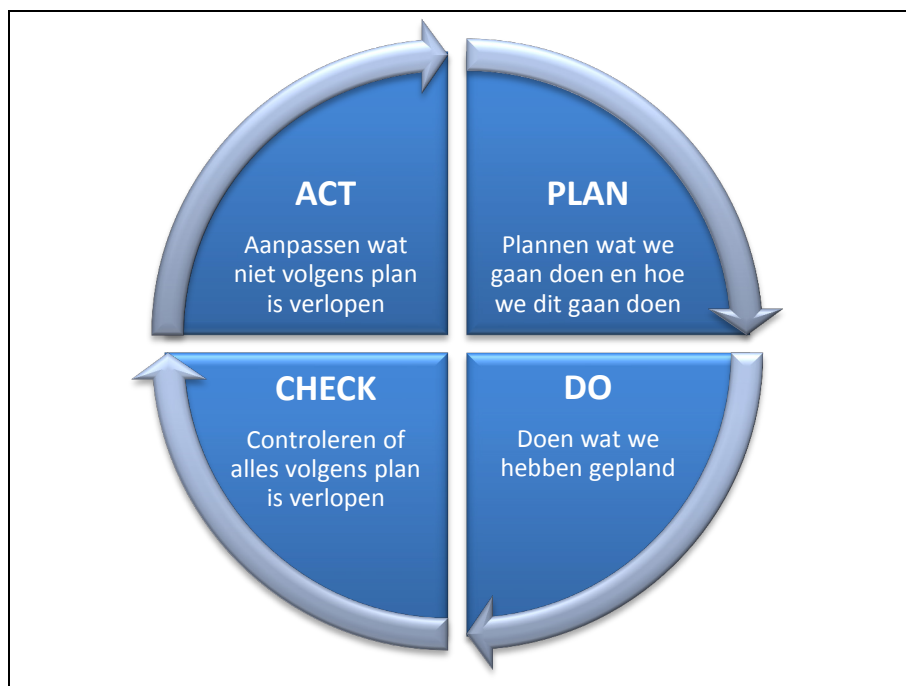 ACT
Aanpassen wat
niet volgens plan
is verlopen
PLAN
Plannen wat we
gaan doen en hoe
we dit gaan doen
CHECK
Controleren of
alles volgens plan
is verlopen
DO
Doen wat we
hebben gepland